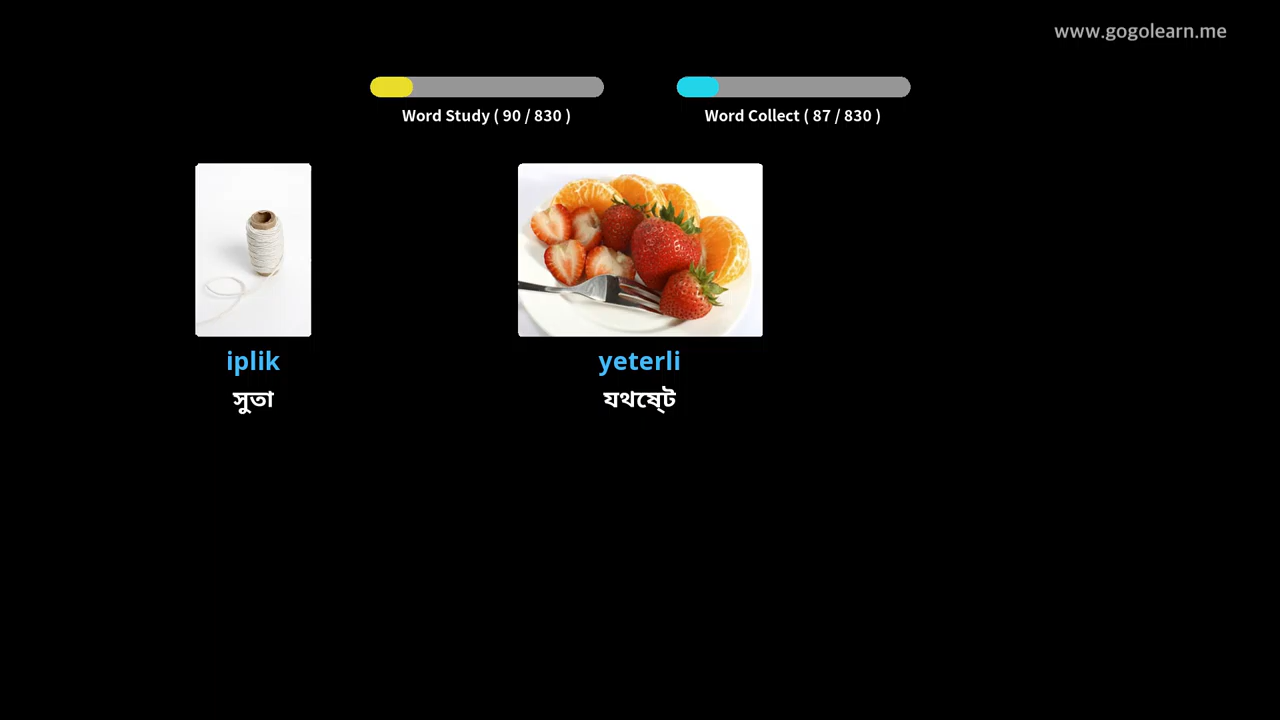 www.gogolearn.me
Word Study ( 90 / 830 )
Word Collect ( 87 / 830 )
iplik
yeterli
সুতা
যথেষ্ট